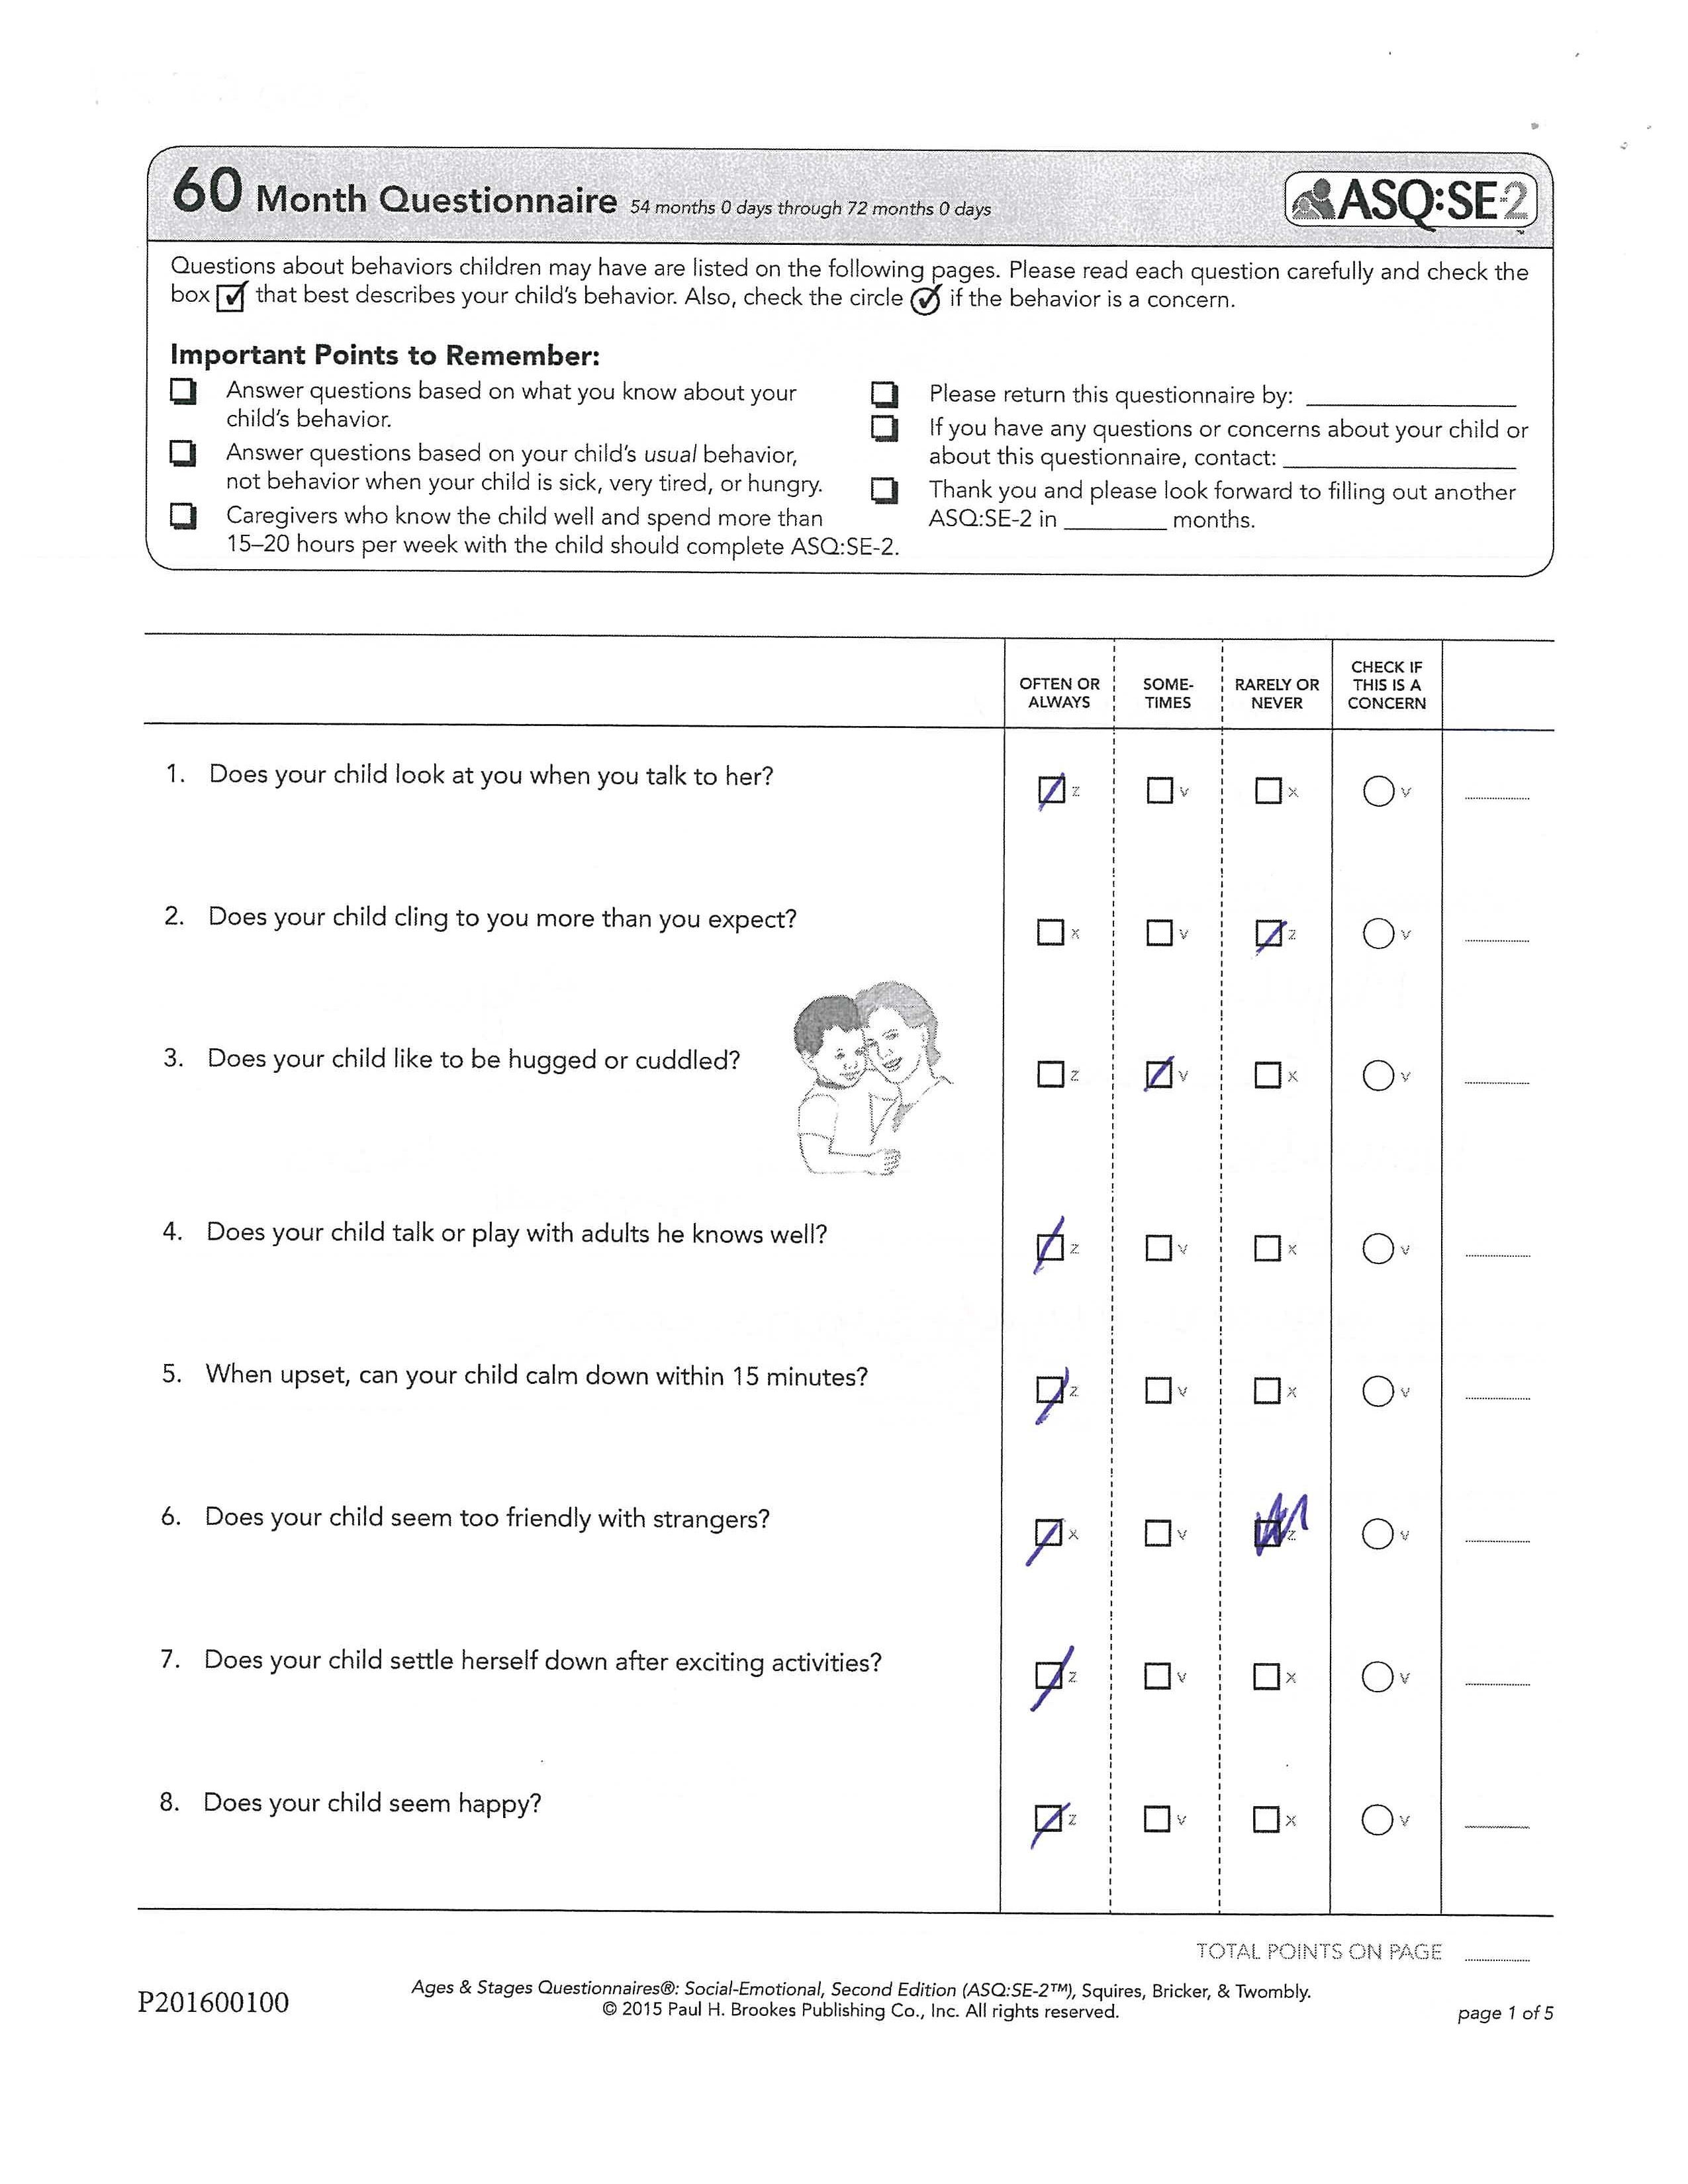 60 Month Questionnaire 54 months 0 days through 72 months 0 days
ASQ:SE-2
Questions about behaviors children may have are listed on the following pages. Please read each question carefully and check the
box ☑ that best describes your child's behavior. Also, check the circle ✓ if the behavior is a concern.
Important Points to Remember:
☐ Answer questions based on what you know about your
child's behavior.
☐ Answer questions based on your child's usual behavior,
not behavior when your child is sick, very tired, or hungry.
☐ Caregivers who know the child well and spend more than
15–20 hours per week with the child should complete ASQ:SE-2.
☐ Please return this questionnaire by: ____________
☐ If you have any questions or concerns about your child or
about this questionnaire, contact: ____________
☐ Thank you and please look forward to filling out another
ASQ:SE-2 in ______ months.
OFTEN OR
ALWAYS
SOME-
TIMES
RARELY OR
NEVER
CHECK IF
THIS IS A
CONCERN
1. Does your child look at you when you talk to her?
☑ z ☐ v ☐ x ○ v
2. Does your child cling to you more than you expect?
☐ x ☐ v ☑ z ○ v
3. Does your child like to be hugged or cuddled?
☐ z ☑ v ☐ x ○ v
4. Does your child talk or play with adults he knows well?
☑ z ☐ v ☐ x ○ v
5. When upset, can your child calm down within 15 minutes?
☑ z ☐ v ☐ x ○ v
6. Does your child seem too friendly with strangers?
☑ x ☐ v ☐ z ○ v
7. Does your child settle herself down after exciting activities?
☑ z ☐ v ☐ x ○ v
8. Does your child seem happy?
☑ z ☐ v ☐ x ○ v
TOTAL POINTS ON PAGE ____
P201600100
Ages & Stages Questionnaires®: Social-Emotional, Second Edition (ASQ:SE-2™), Squires, Bricker, & Twombly.
© 2015 Paul H. Brookes Publishing Co., Inc. All rights reserved.
page 1 of 5